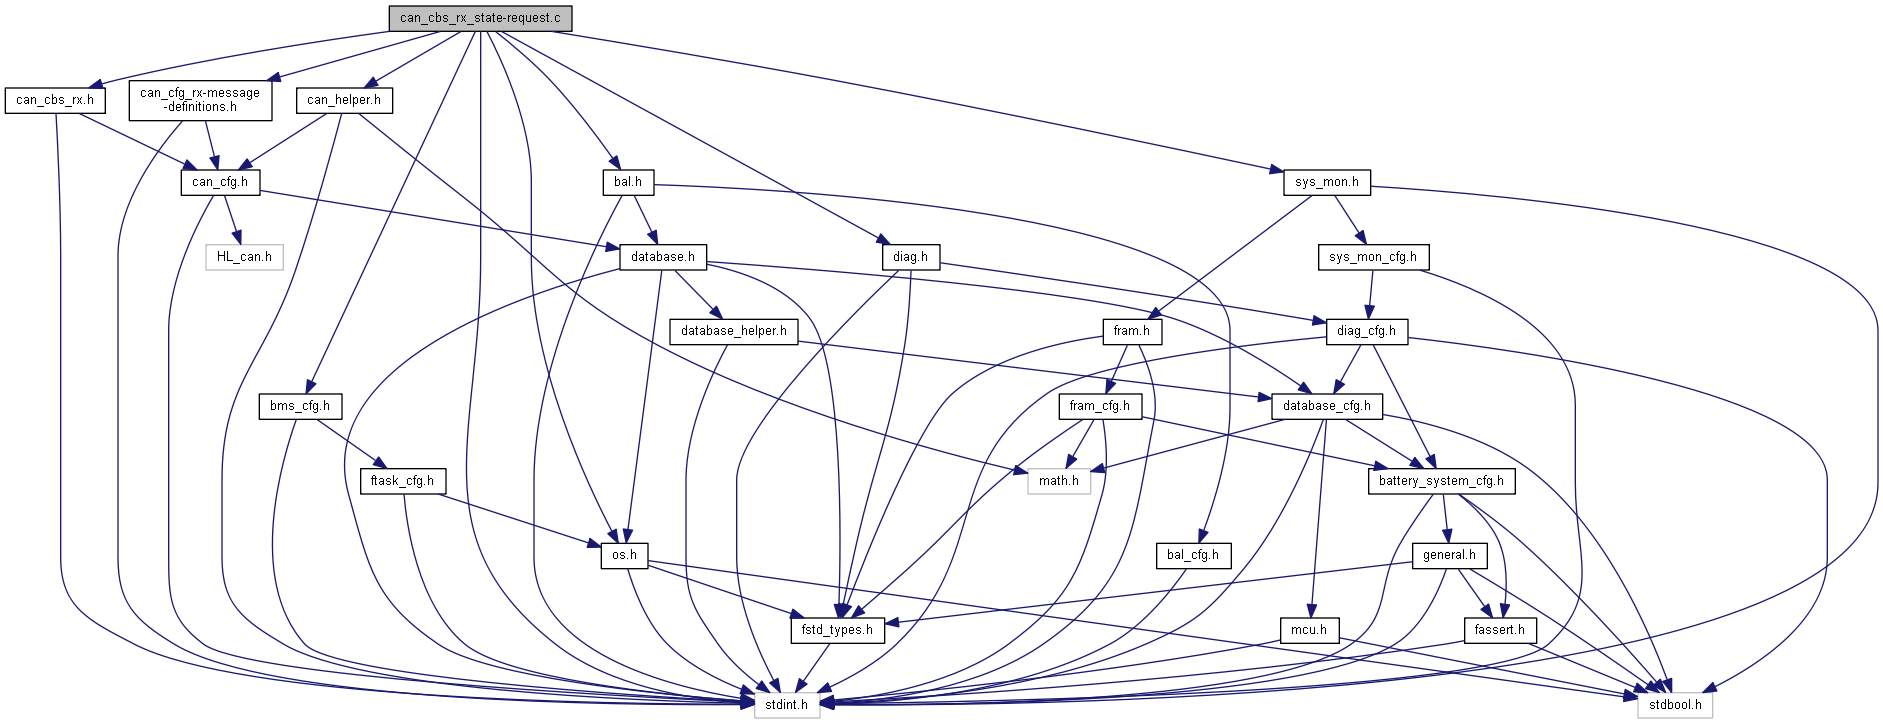 can_cbs_rx_state-request.c
can_cbs_rx.h
can_cfg_rx-message
-definitions.h
can_helper.h
can_cfg.h
bal.h
sys_mon.h
HL_can.h
database.h
diag.h
sys_mon_cfg.h
database_helper.h
fram.h
diag_cfg.h
bms_cfg.h
fram_cfg.h
database_cfg.h
ftask_cfg.h
math.h
battery_system_cfg.h
os.h
bal_cfg.h
general.h
fstd_types.h
mcu.h
fassert.h
stdint.h
stdbool.h